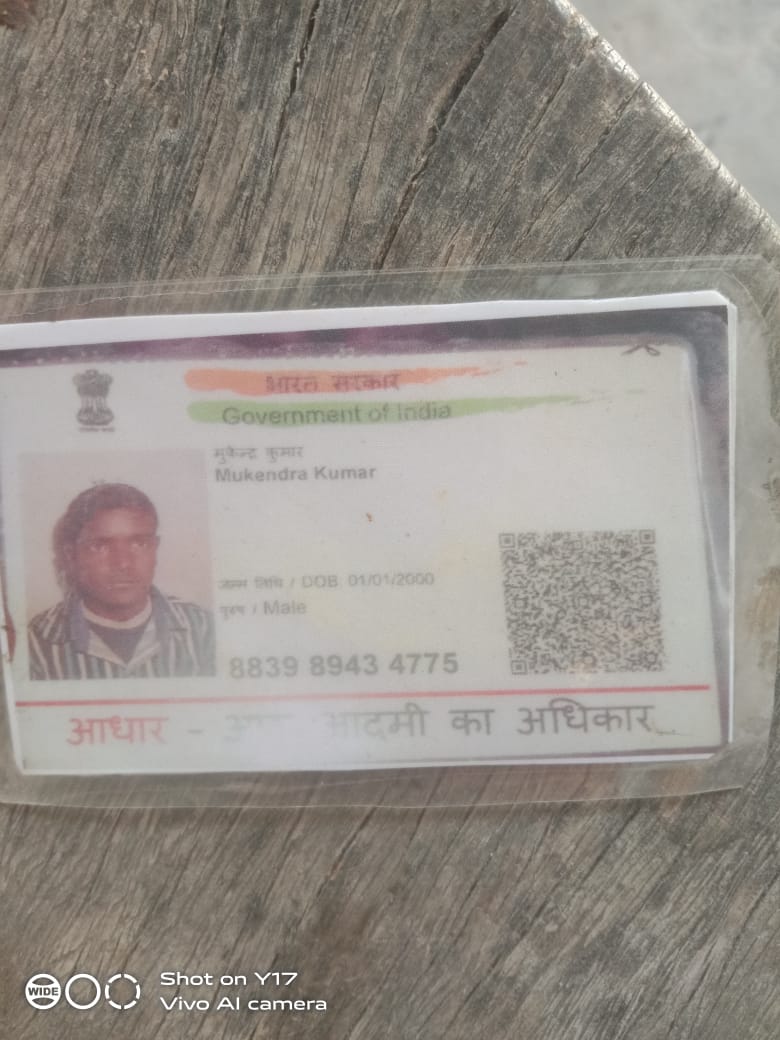 भारत सरकार
Government of India
मुकेन्द्र कुमार
Mukendra Kumar
जन्म तिथि / DOB: 01/01/2000
पुरुष / Male
8839 8943 4775
आधार - आदमी का अधिकार
WIDE
Shot on Y17
Vivo AI camera